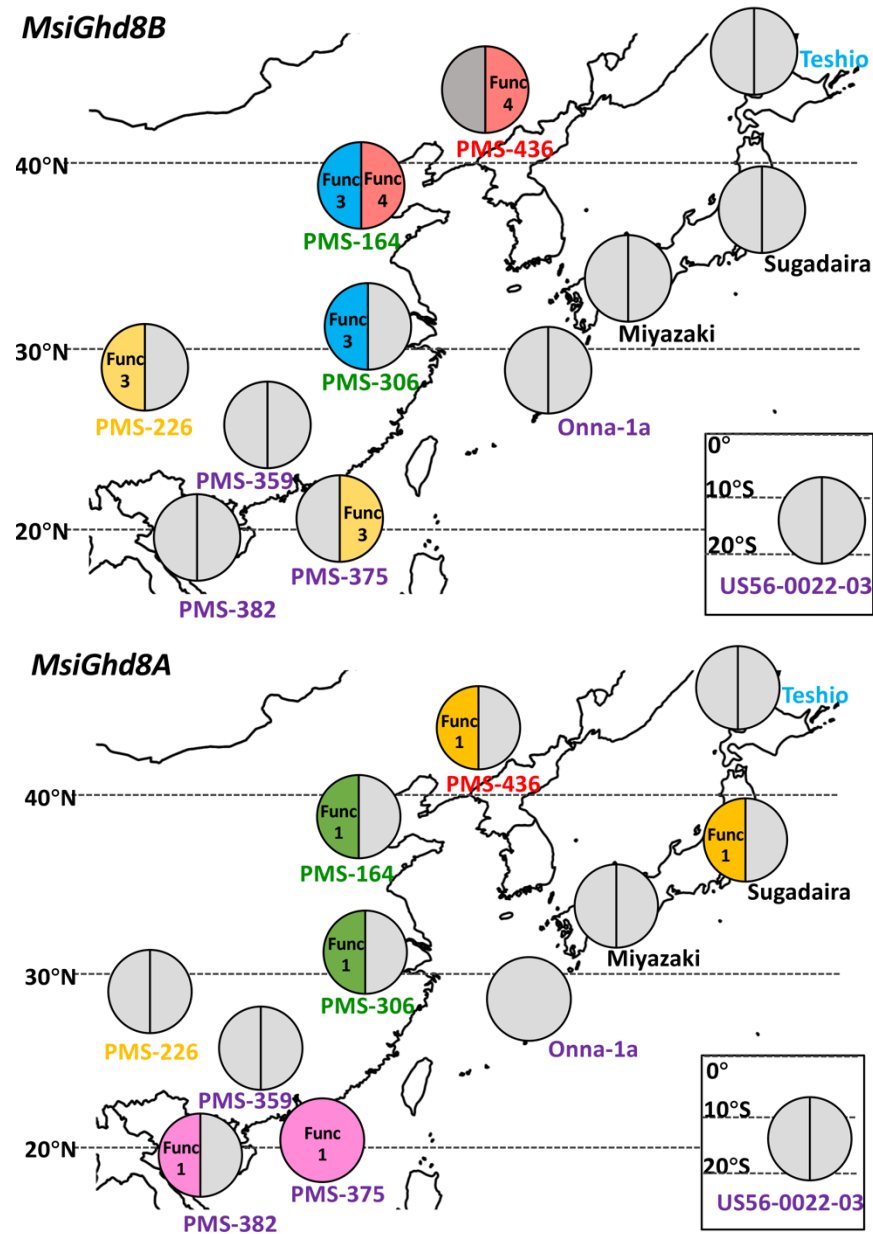 MsiGhd8B
Teshio
Func
4
PMS-436
40°N
Func
3
Func
4
PMS-164
Sugadaira
Miyazaki
Func
3
30°N
PMS-306
Func
3
PMS-226
Onna-1a
PMS-359
0°
10°S
20°S
US56-0022-03
Func
3
20°N
PMS-375
PMS-382
MsiGhd8A
Teshio
Func
1
PMS-436
40°N
Func
1
PMS-164
Func
1
Sugadaira
Miyazaki
Func
1
30°N
PMS-306
PMS-226
Onna-1a
PMS-359
0°
10°S
20°S
US56-0022-03
Func
1
Func
1
20°N
PMS-375
PMS-382